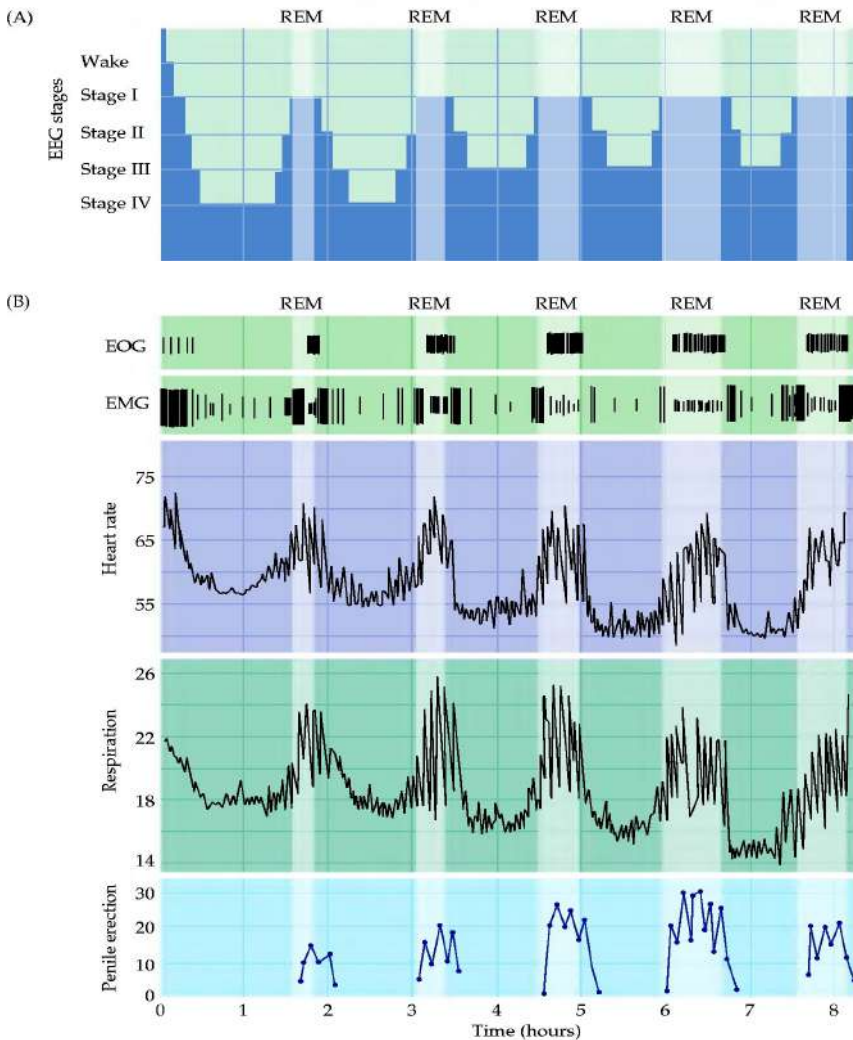 (A)
REM REM REM REM REM
EEG stages
Wake
Stage I
Stage II
Stage III
Stage IV
(B)
REM REM REM REM REM
EOG
EMG
Heart rate
75
65
55
Respiration
26
22
18
14
Penile erection
30
20
10
0
0 1 2 3 4 5 6 7 8
Time (hours)